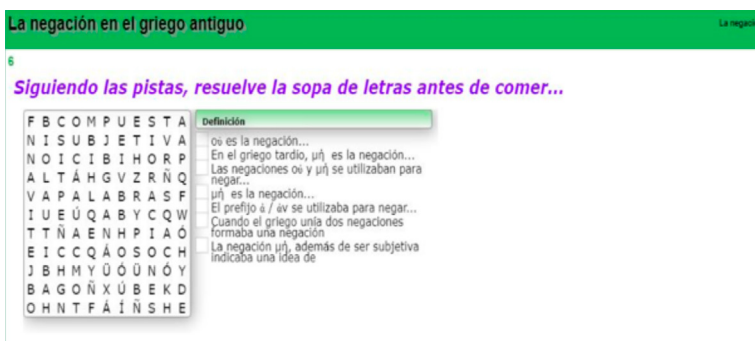 La negación en el griego antiguo
La negaci
6
Siguiendo las pistas, resuelve la sopa de letras antes de comer...
F B C O M P U E S T A
N I S U B J E T I V A
N O I C I B I H O R P
A L T Á H G V Z R Ñ Q
V A P A L A B R A S F
I U E Ú Q A B Y C Q W
T T Ñ A E N H P I A Ó
E I C C Q Á O S O C H
J B H M Y Ü Ó Ü N Ó Y
B A G O Ñ X Ú B E K D
O H N T F Á Í Ñ S H E
Definición
οὐ es la negación...
En el griego tardío, μή es la negación...
Las negaciones οὐ y μή se utilizaban para
negar...
μή es la negación...
El prefijo ἀ / ἀν se utilizaba para negar...
Cuando el griego unía dos negaciones
formaba una negación
La negación μή, además de ser subjetiva
indicaba una idea de